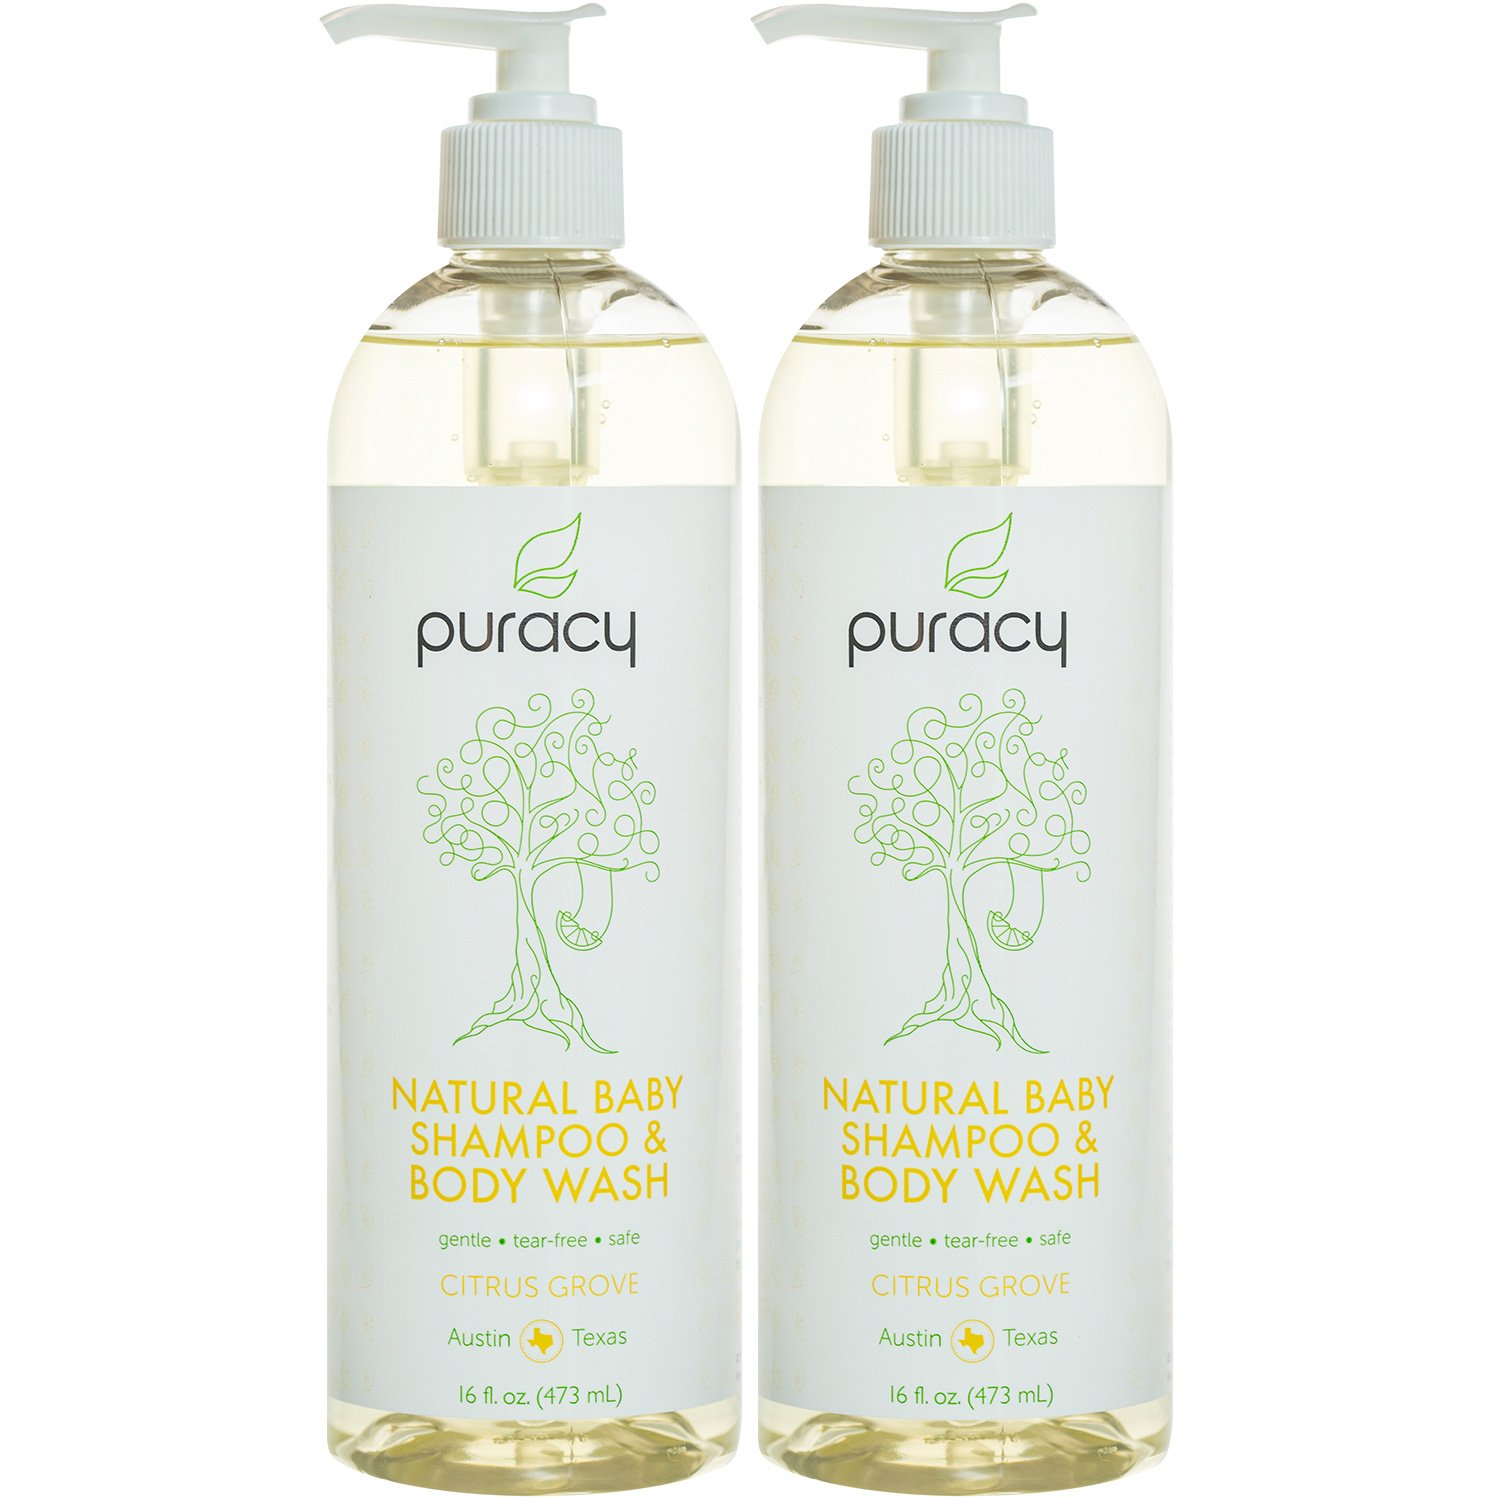 puracy
NATURAL BABY
SHAMPOO &
BODY WASH
gentle • tear-free • safe
CITRUS GROVE
Austin Texas
16 fl. oz. (473 mL)
puracy
NATURAL BABY
SHAMPOO &
BODY WASH
gentle • tear-free • safe
CITRUS GROVE
Austin Texas
16 fl. oz. (473 mL)